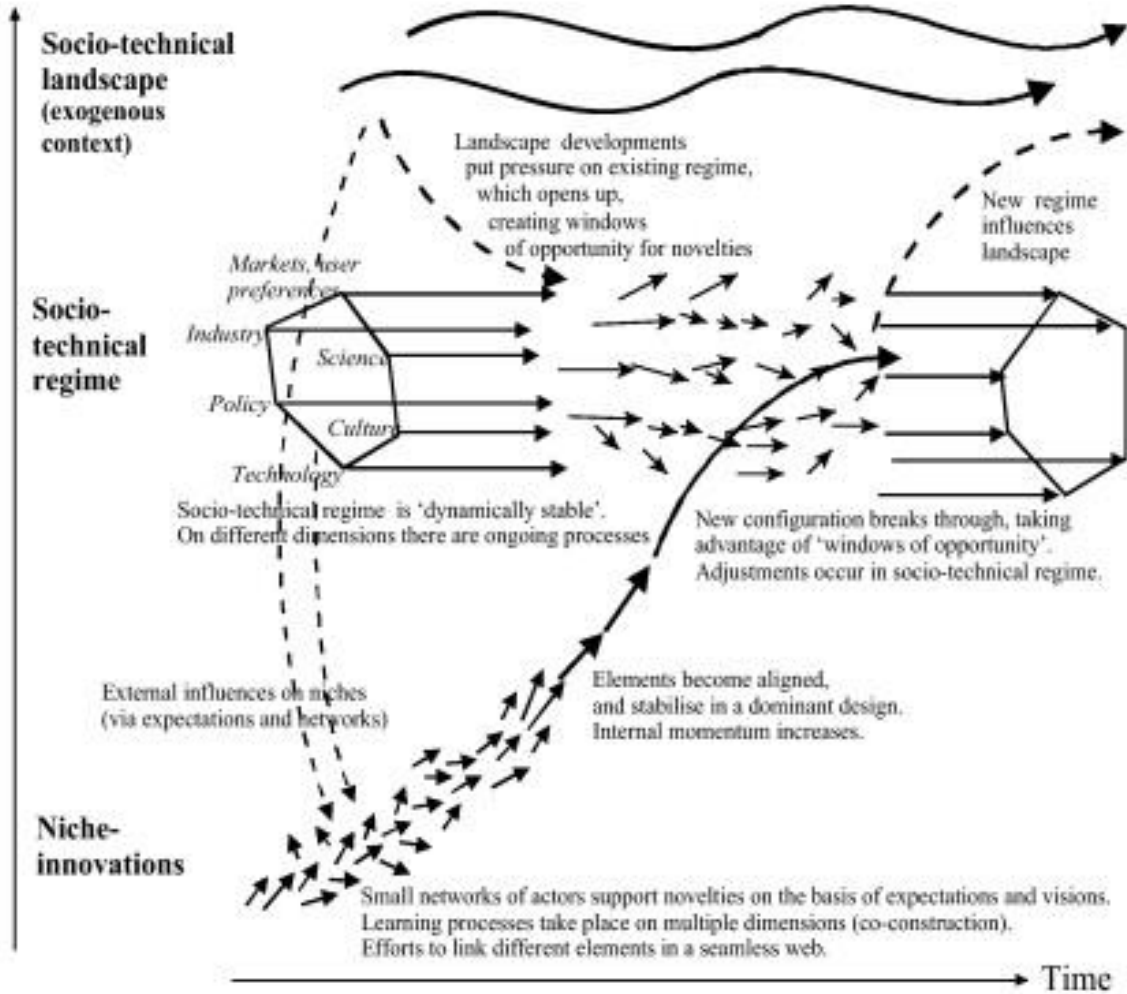 Socio-technical
landscape
(exogenous
context)
Landscape developments
put pressure on existing regime,
which opens up,
creating windows
of opportunity for novelties
New regime
influences
landscape
Markets, user
preferences
Socio-
technical
regime
Industry
Science
Policy
Culture
Technology
Socio-technical regime is ‘dynamically stable’.
On different dimensions there are ongoing processes
New configuration breaks through, taking
advantage of ‘windows of opportunity’.
Adjustments occur in socio-technical regime.
External influences on niches
(via expectations and networks)
Elements become aligned,
and stabilise in a dominant design.
Internal momentum increases.
Niche-
innovations
Small networks of actors support novelties on the basis of expectations and visions.
Learning processes take place on multiple dimensions (co-construction).
Efforts to link different elements in a seamless web.
Time